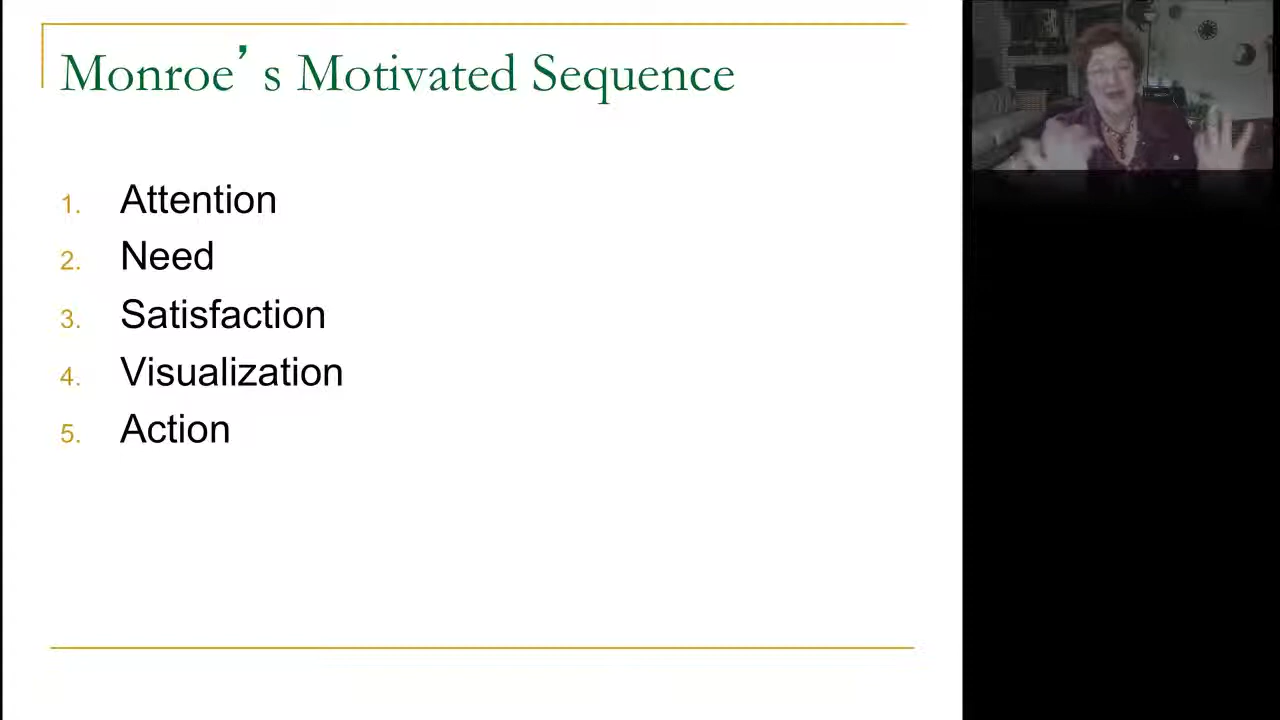 Monroe’s Motivated Sequence
1. Attention
2. Need
3. Satisfaction
4. Visualization
5. Action